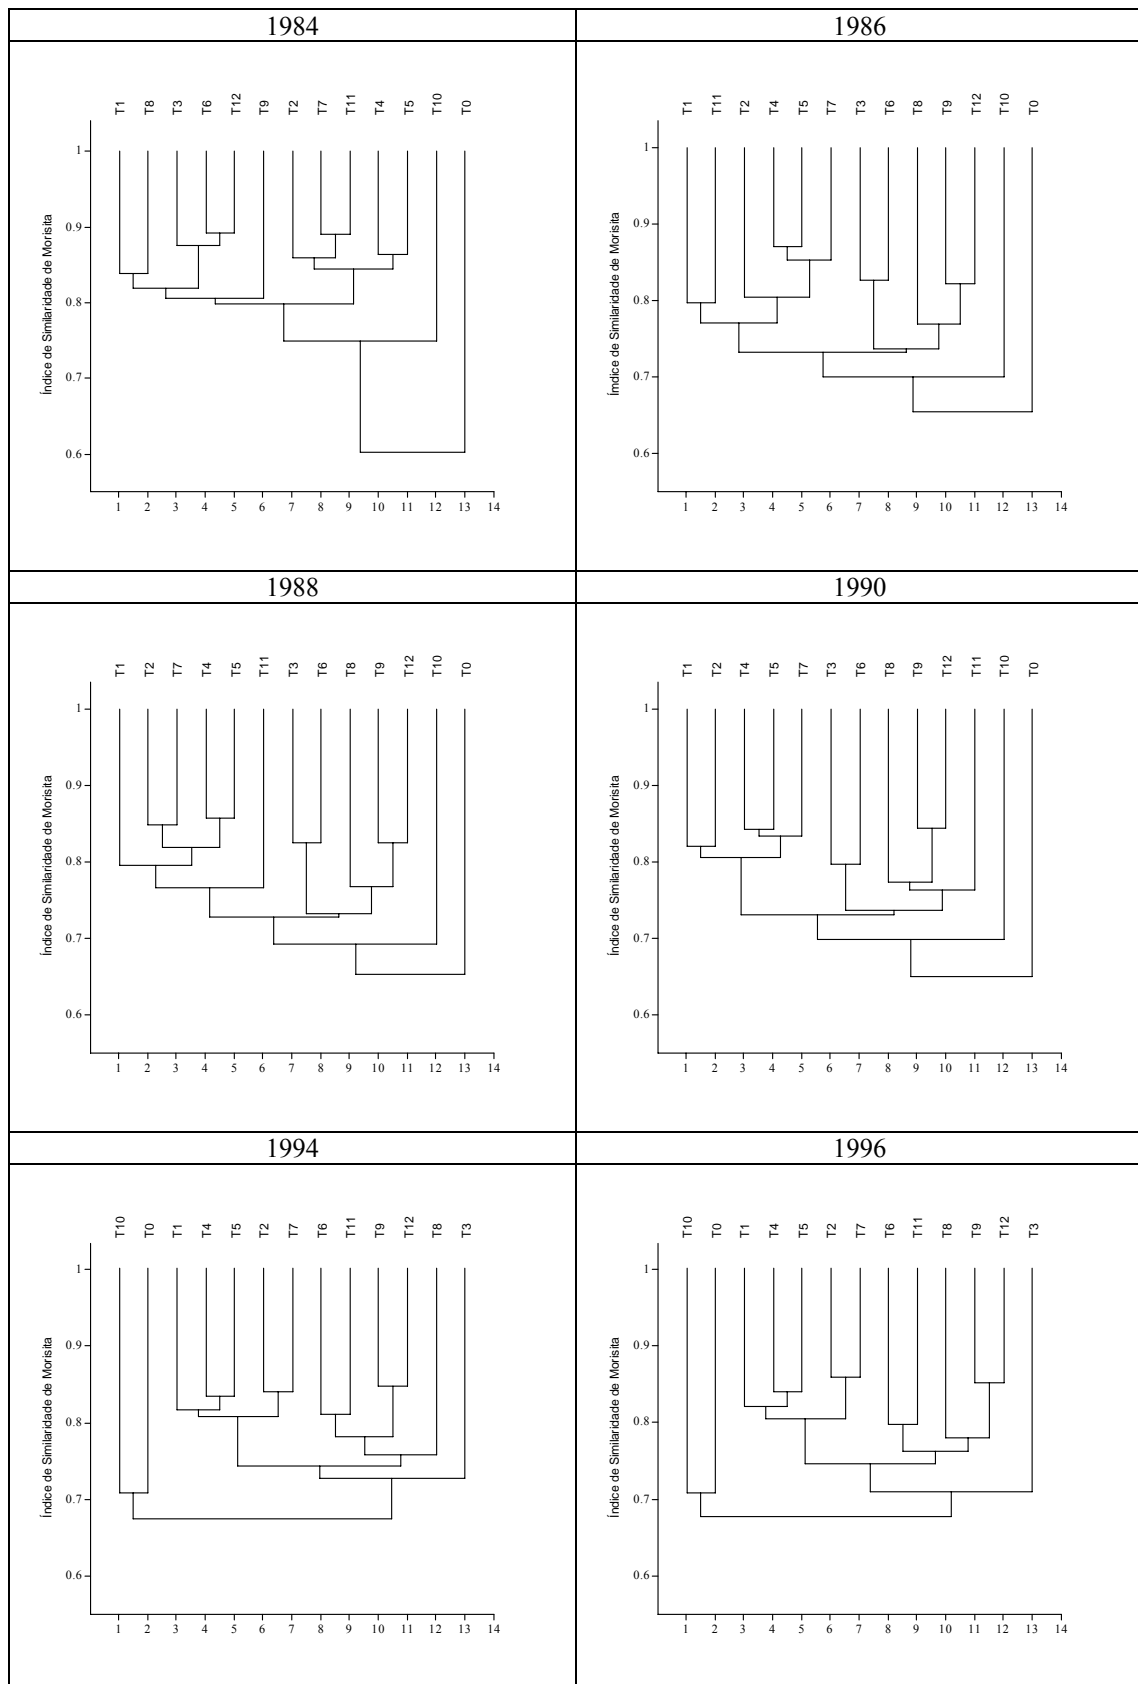 1984
T1 T8 T3 T6 T12 T9 T2 T7 T11 T4 T5 T10 T0
Índice de Similaridade de Morisita
1
0.9
0.8
0.7
0.6
1 2 3 4 5 6 7 8 9 10 11 12 13 14
1986
T1 T11 T2 T4 T5 T7 T3 T6 T8 T9 T12 T10 T0
Ímdice de Similaridade de Morisita
1
0.9
0.8
0.7
0.6
1 2 3 4 5 6 7 8 9 10 11 12 13 14
1988
T1 T2 T7 T4 T5 T11 T3 T6 T8 T9 T12 T10 T0
Índice de Similaridade de Morisita
1
0.9
0.8
0.7
0.6
1 2 3 4 5 6 7 8 9 10 11 12 13 14
1990
T1 T2 T4 T5 T7 T3 T6 T8 T9 T12 T11 T10 T0
Índice de Similaridade de Morisita
1
0.9
0.8
0.7
0.6
1 2 3 4 5 6 7 8 9 10 11 12 13 14
1994
T10 T0 T1 T4 T5 T2 T7 T6 T11 T9 T12 T8 T3
Índice de Similaridade de Morisita
1
0.9
0.8
0.7
0.6
1 2 3 4 5 6 7 8 9 10 11 12 13 14
1996
T10 T0 T1 T4 T5 T2 T7 T6 T11 T8 T9 T12 T3
Índice de Similaridade de Morisita
1
0.9
0.8
0.7
0.6
1 2 3 4 5 6 7 8 9 10 11 12 13 14